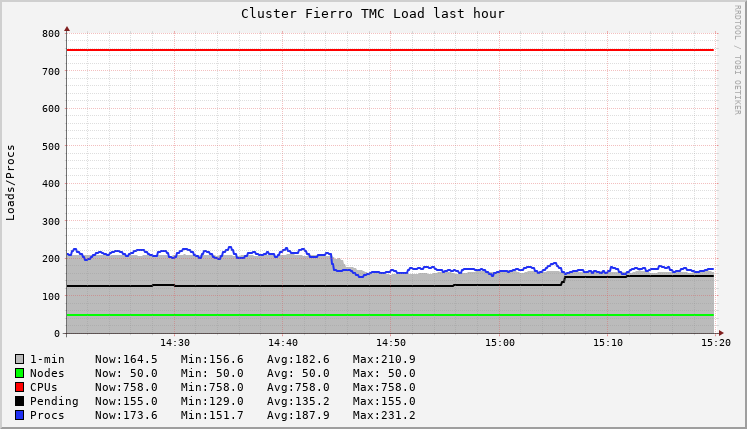 Cluster Fierro TMC Load last hour
RRDTOOL / TOBI OETIKER
Loads/Procs
800
700
600
500
400
300
200
100
0
14:30 14:40 14:50 15:00 15:10 15:20
1-min Now:164.5 Min:156.6 Avg:182.6 Max:210.9
Nodes Now: 50.0 Min: 50.0 Avg: 50.0 Max: 50.0
CPUs Now:758.0 Min:758.0 Avg:758.0 Max:758.0
Pending Now:155.0 Min:129.0 Avg:135.2 Max:155.0
Procs Now:173.6 Min:151.7 Avg:187.9 Max:231.2